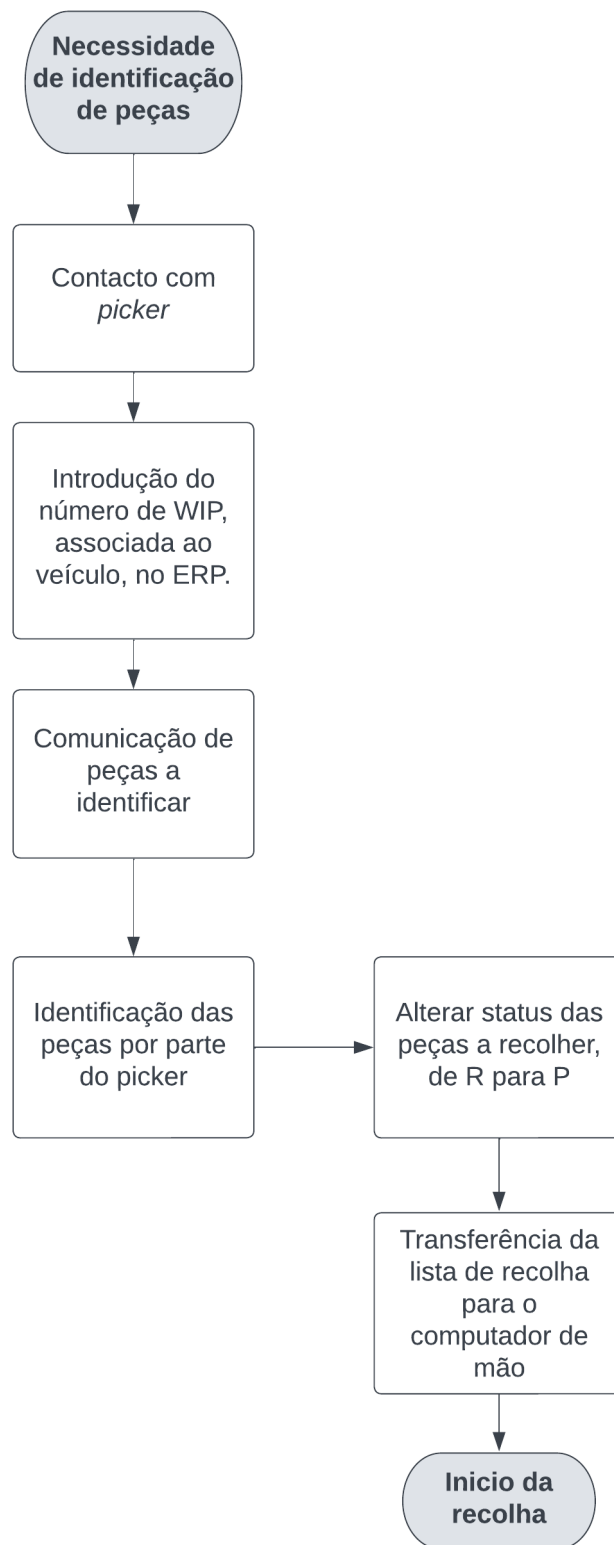 Necessidade
de identificação
de peças
Contacto com
picker
Introdução do
número de WIP,
associada ao
veículo, no ERP.
Comunicação de
peças a
identificar
Identificação das
peças por parte
do picker
Alterar status das
peças a recolher,
de R para P
Transferência da
lista de recolha
para o
computador de
mão
Inicio da
recolha